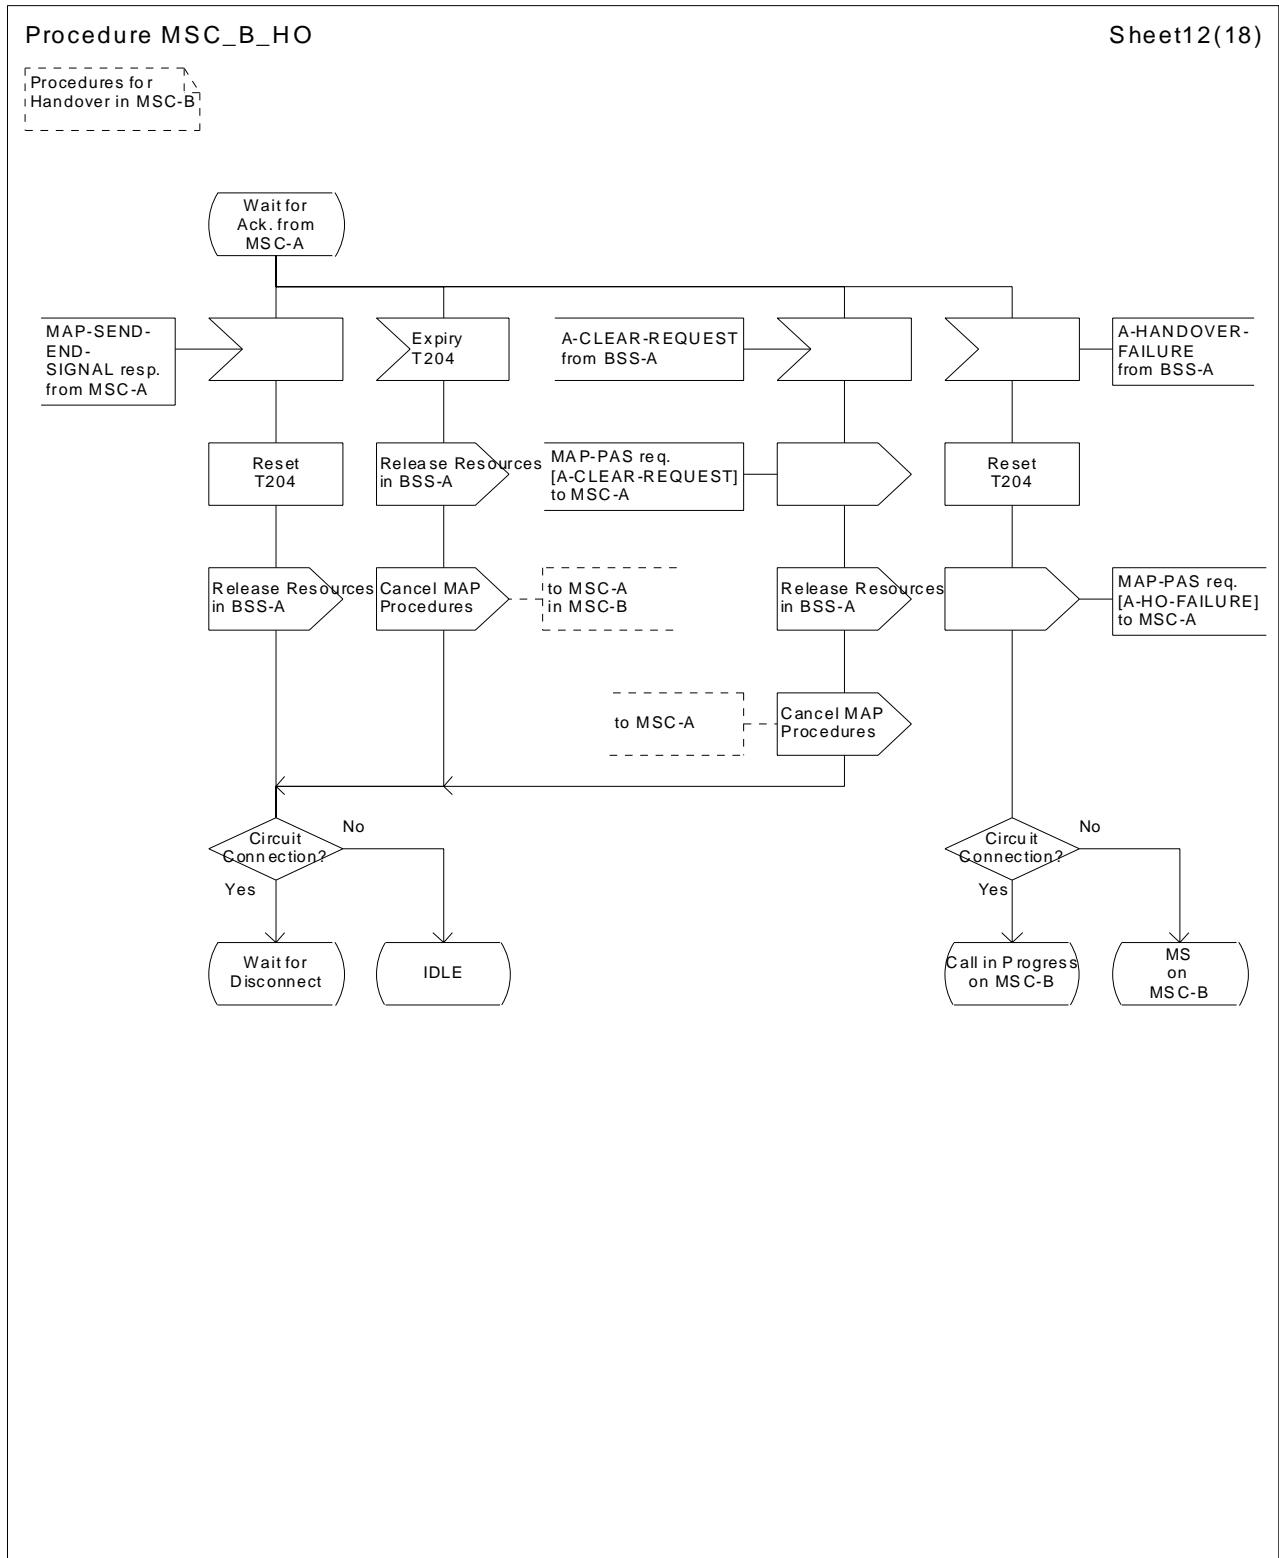 Procedure MSC_B_HO
Sheet12(18)
Procedures for
Handover in MSC-B
Wait for
Ack. from
MSC-A
MAP-SEND-
END-
SIGNAL resp.
from MSC-A
Expiry
T204
A-CLEAR-REQUEST
from BSS-A
A-HANDOVER-
FAILURE
from BSS-A
Reset
T204
Release Resources
in BSS-A
MAP-PAS req.
[A-CLEAR-REQUEST]
to MSC-A
Reset
T204
Release Resources
in BSS-A
Cancel MAP
Procedures
to MSC-A
in MSC-B
Release Resources
in BSS-A
MAP-PAS req.
[A-HO-FAILURE]
to MSC-A
to MSC-A
Cancel MAP
Procedures
Circuit
Connection?
No
Yes
Circuit
Connection?
No
Yes
Wait for
Disconnect
IDLE
Call in Progress
on MSC-B
MS
on
MSC-B